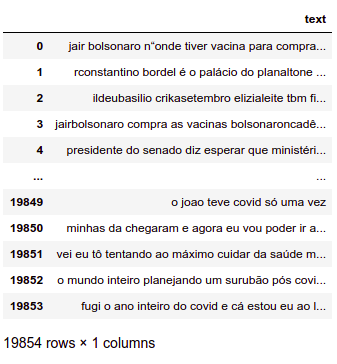 text
0 jair bolsonaro n“onde tiver vacina para compra...
1 rconstantino bordel é o palácio do planaltone ...
2 ildeubasilio crikasetembro elizialeite tbm fi...
3 jairbolsonaro compra as vacinas bolsonaroncadê...
4 presidente do senado diz esperar que ministéri...
... ...
19849 o joao teve covid só uma vez
19850 minhas da chegaram e agora eu vou poder ir a...
19851 vei eu tô tentando ao máximo cuidar da saúde m...
19852 o mundo inteiro planejando um surubão pós covi...
19853 fugi o ano inteiro do covid e cá estou eu ao l...
19854 rows × 1 columns